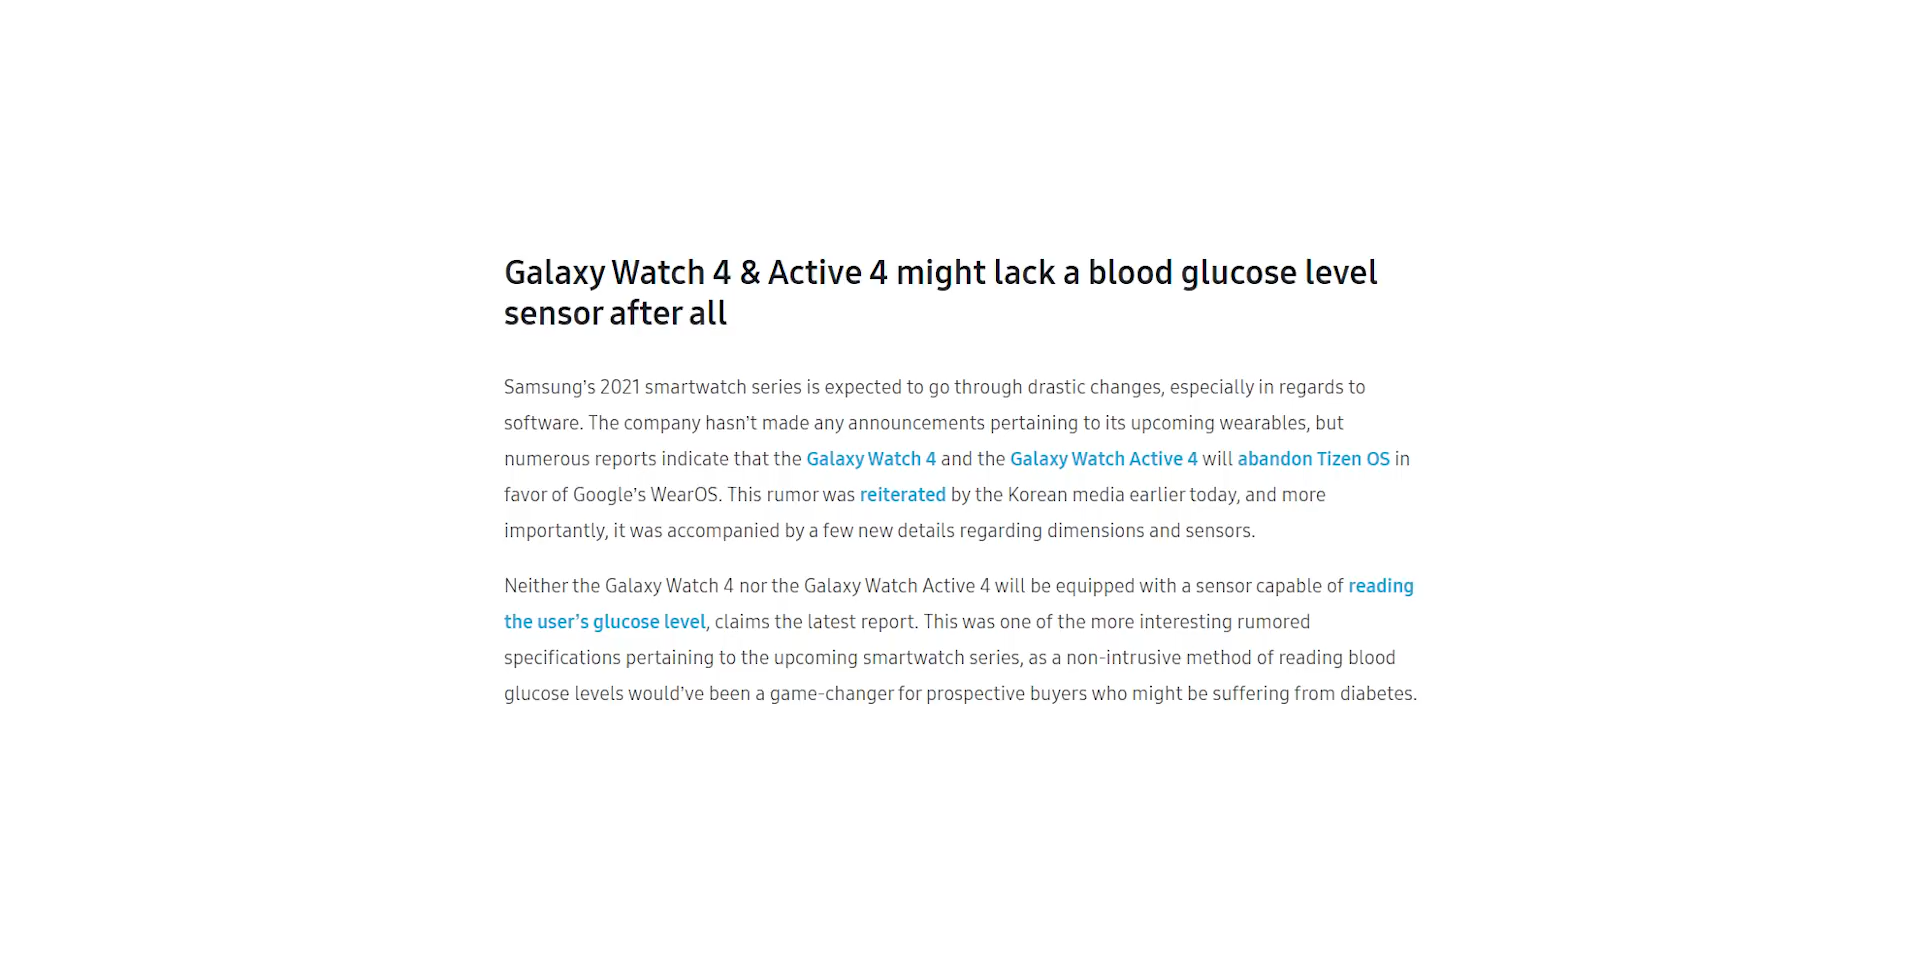 Galaxy Watch 4 & Active 4 might lack a blood glucose level
sensor after all
Samsung’s 2021 smartwatch series is expected to go through drastic changes, especially in regards to
software. The company hasn’t made any announcements pertaining to its upcoming wearables, but
numerous reports indicate that the Galaxy Watch 4 and the Galaxy Watch Active 4 will abandon Tizen OS in
favor of Google’s WearOS. This rumor was reiterated by the Korean media earlier today, and more
importantly, it was accompanied by a few new details regarding dimensions and sensors.
Neither the Galaxy Watch 4 nor the Galaxy Watch Active 4 will be equipped with a sensor capable of reading
the user’s glucose level, claims the latest report. This was one of the more interesting rumored
specifications pertaining to the upcoming smartwatch series, as a non-intrusive method of reading blood
glucose levels would’ve been a game-changer for prospective buyers who might be suffering from diabetes.